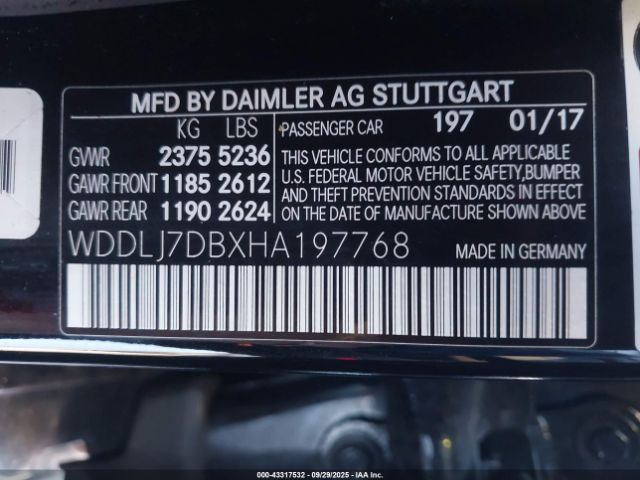 MFD BY DAIMLER AG STUTTGART
KG LBS PASSENGER CAR 197 01/17
GVWR 2375 5236
GAWR FRONT 1185 2612
GAWR REAR 1190 2624
THIS VEHICLE CONFORMS TO ALL APPLICABLE
U.S. FEDERAL MOTOR VEHICLE SAFETY,BUMPER
AND THEFT PREVENTION STANDARDS IN EFFECT
ON THE DATE OF MANUFACTURE SHOWN ABOVE
WDDLJ7DBXHA197768 MADE IN GERMANY
000-43317532 - 09/29/2025 - IAA Inc.